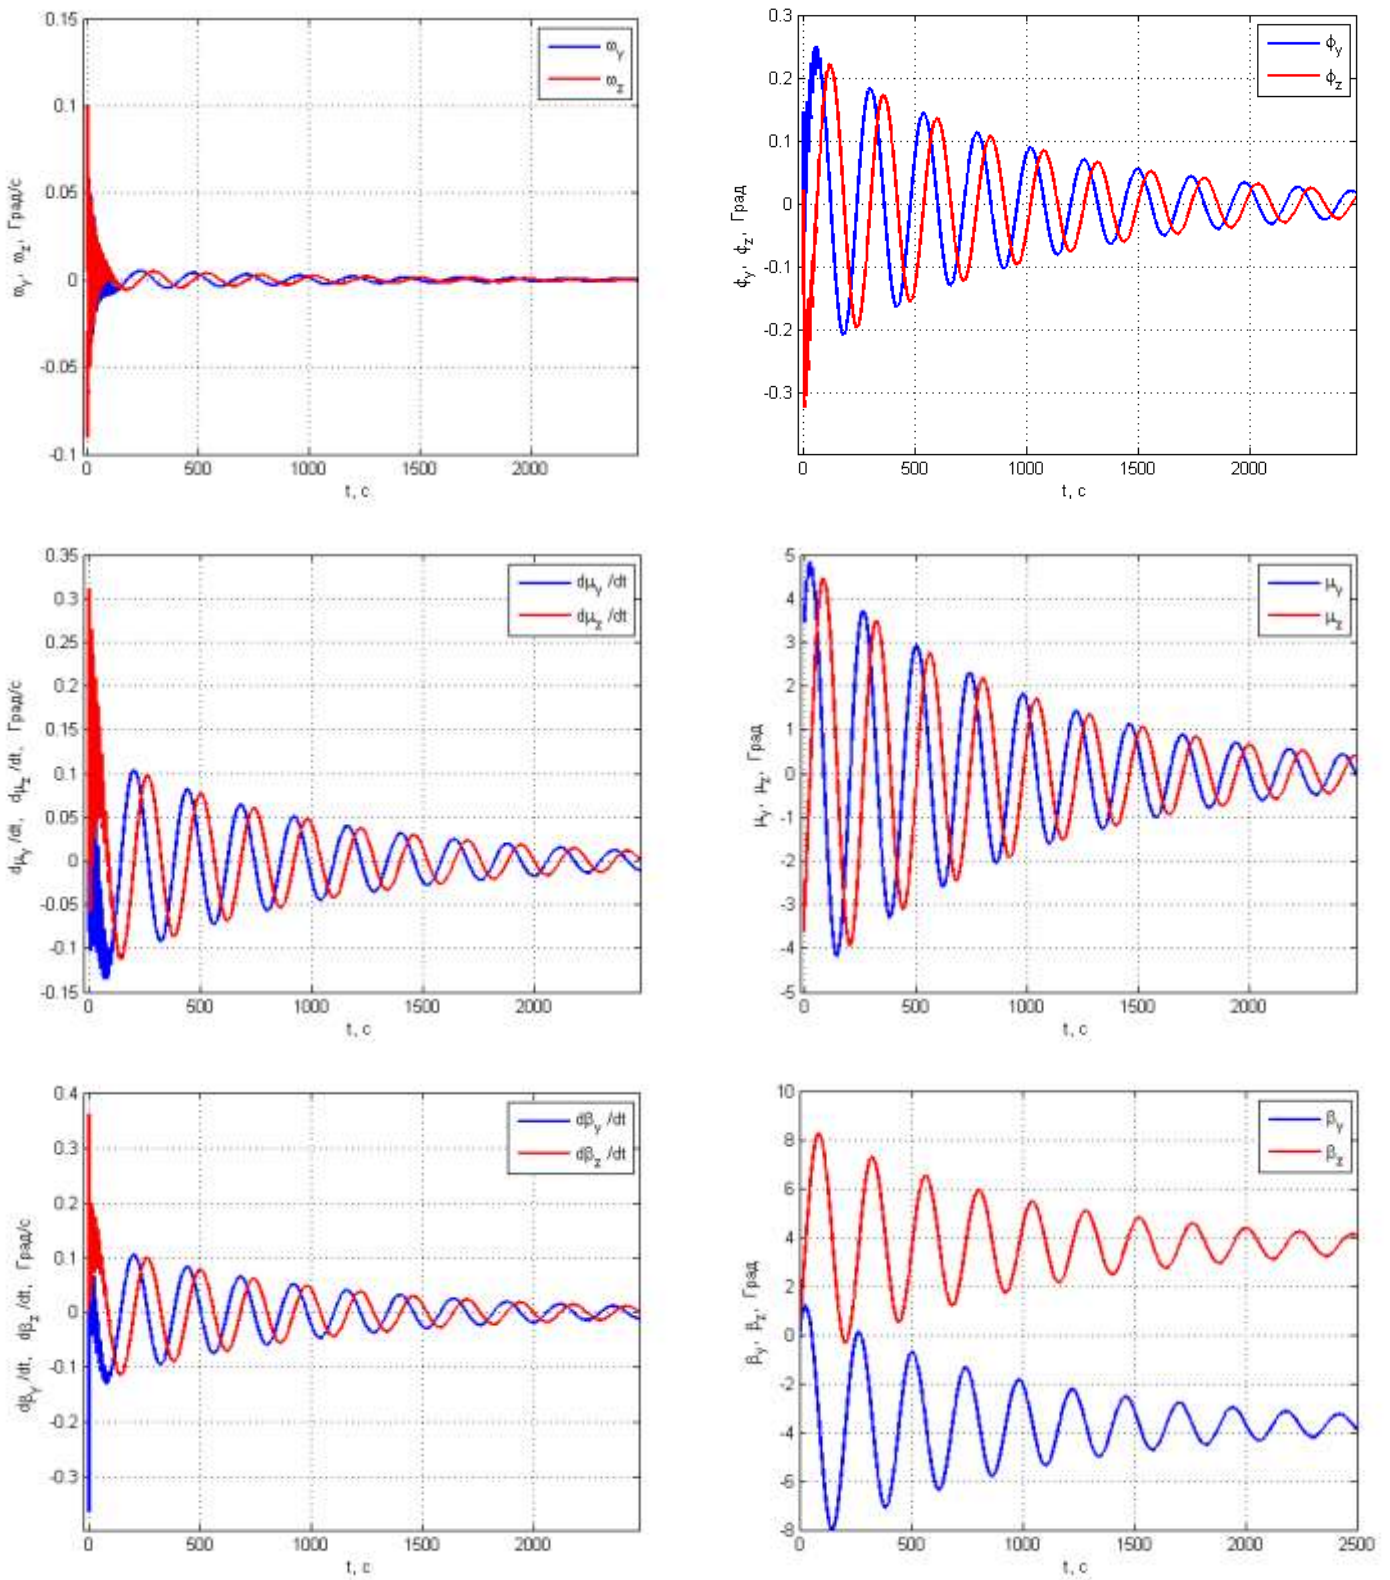 0.15
0.1
0.05
0
-0.05
-0.1
ω_y, ω_z, Град/с
ω_y
ω_z
0 500 1000 1500 2000
t, с
0.3
0.2
0.1
0
-0.1
-0.2
-0.3
ϕ_y, ϕ_z, Град
ϕ_y
ϕ_z
0 500 1000 1500 2000
t, с
0.35
0.3
0.25
0.2
0.15
0.1
0.05
0
-0.05
-0.1
-0.15
dμ_y /dt, dμ_z /dt, Град/с
dμ_y /dt
dμ_z /dt
0 500 1000 1500 2000
t, с
5
4
3
2
1
0
-1
-2
-3
-4
-5
μ_y, μ_z, Град
μ_y
μ_z
0 500 1000 1500 2000
t, с
0.4
0.3
0.2
0.1
0
-0.1
-0.2
-0.3
dβ_y /dt, dβ_z /dt, Град/с
dβ_y /dt
dβ_z /dt
0 500 1000 1500 2000
t, с
10
8
6
4
2
0
-2
-4
-6
-8
β_y, β_z, Град
β_y
β_z
0 500 1000 1500 2000 2500
t, с